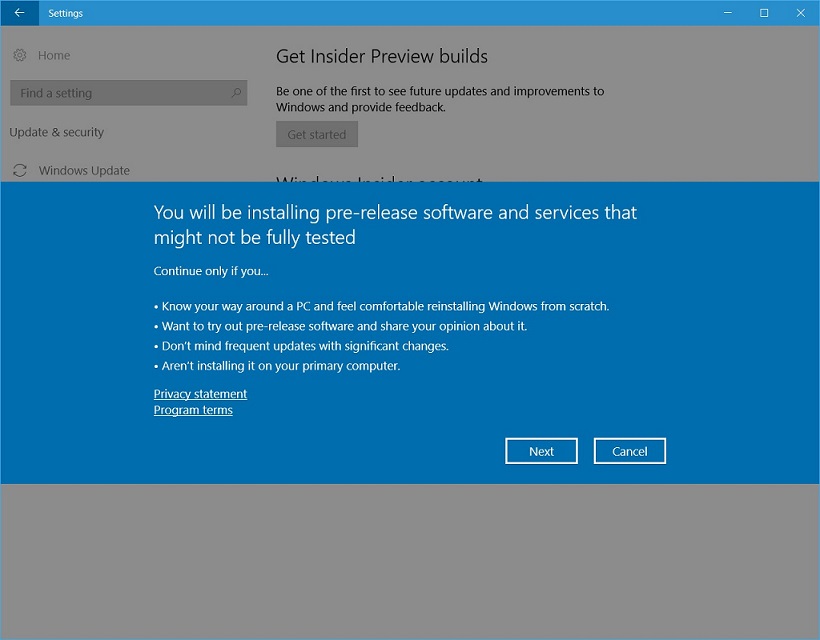 Settings
Home
Get Insider Preview builds
Find a setting
Be one of the first to see future updates and improvements to
Windows and provide feedback.
Get started
Update & security
Windows Update
Windows Insider account
You will be installing pre-release software and services that
might not be fully tested
Continue only if you...
• Know your way around a PC and feel comfortable reinstalling Windows from scratch.
• Want to try out pre-release software and share your opinion about it.
• Don't mind frequent updates with significant changes.
• Aren't installing it on your primary computer.
Privacy statement
Program terms
Next
Cancel